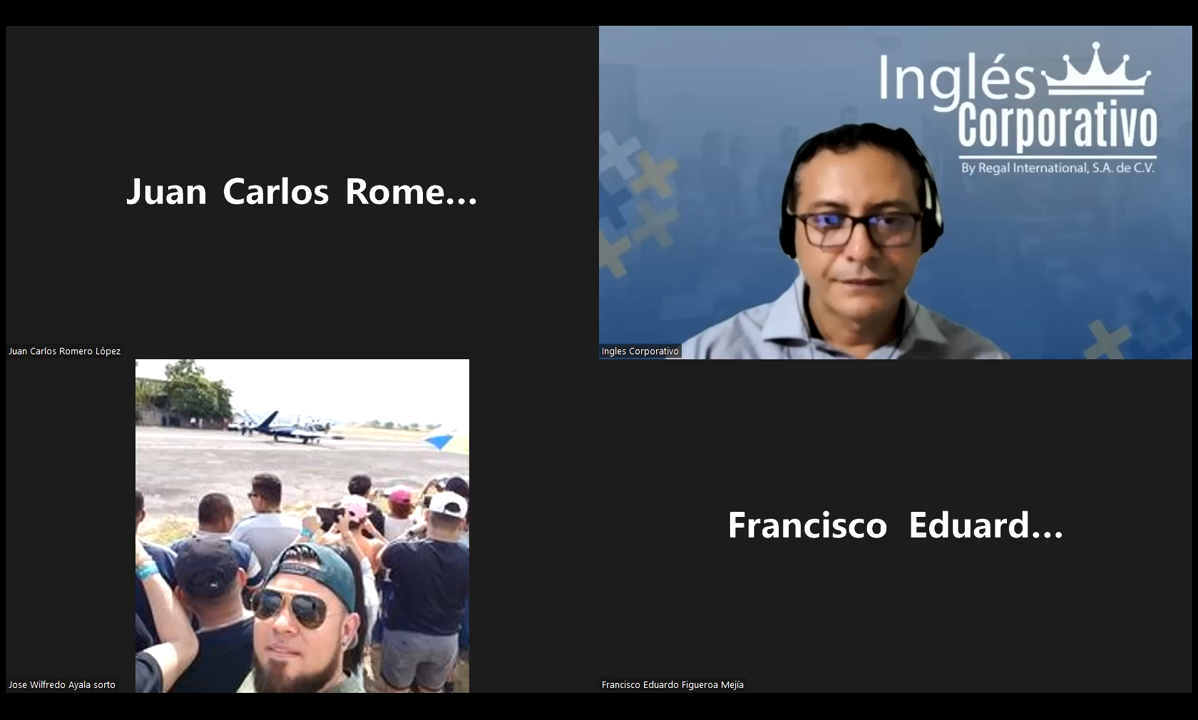 Juan Carlos Rome...
Juan Carlos Romero López
Inglés
Corporativo
By Regal International, S.A. de C.V.
Ingles Corporativo
Jose Wilfredo Ayala sorto
Francisco Eduard...
Francisco Eduardo Figueroa Mejía